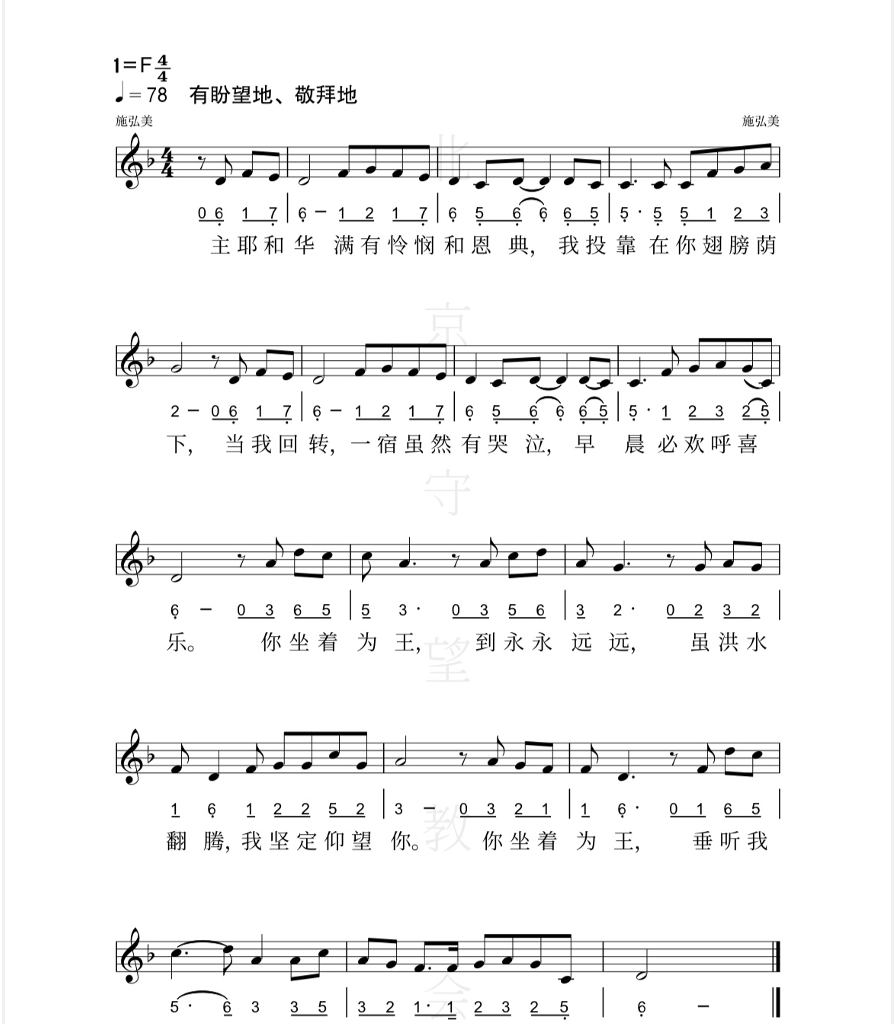 1=F 4/4
♩= 78 有盼望地、敬拜地
施弘美 施弘美
0 6 1 7 | 6 – 1 2 1 7 | 6 5 6 6 6 5 | 5 · 5 5 1 2 3 |
主耶和华满有怜悯和恩典,我投靠在你翅膀荫
2 – 0 6 1 7 | 6 – 1 2 1 7 | 6 5 6 6 6 5 | 5 · 1 2 3 2 5 |
下,当我回转,一宿虽然有哭泣,早晨必欢呼喜
6 – 0 3 6 5 | 5 3 · 0 3 5 6 | 3 2 · 0 2 3 2 |
乐。你坐着为王,到永永远远,虽洪水
1 6 1 2 2 5 2 | 3 – 0 3 2 1 | 1 6 · 0 1 6 5 |
翻腾,我坚定仰望你。你坐着为王,垂听我
5 · 6 3 3 5 | 3 2 1 · 1 2 3 2 5 | 6 – ‖
北京守望教会